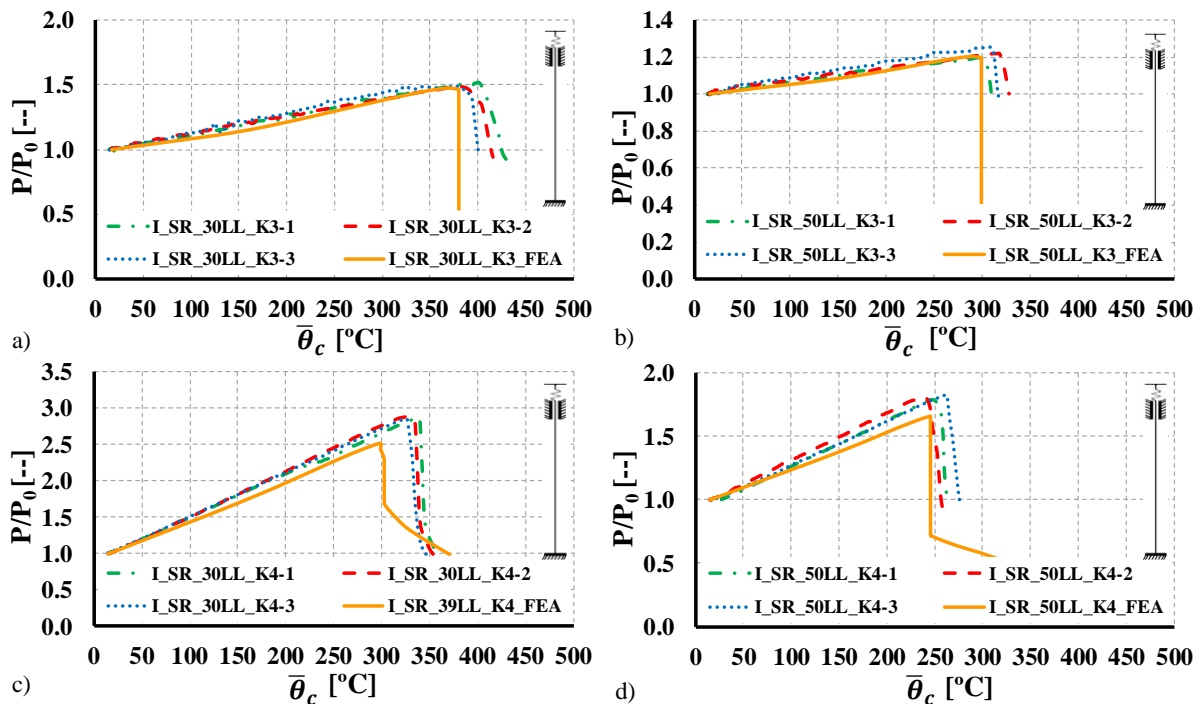 2.0
1.5
1.0
0.5
0.0
P/P0 [--]
I_SR_30LL_K3-1 I_SR_30LL_K3-2
I_SR_30LL_K3-3 I_SR_30LL_K3_FEA
0 50 100 150 200 250 300 350 400 450 500
a) θ̅c [ºC]
1.4
1.2
1.0
0.8
0.6
0.4
0.2
0.0
P/P0 [--]
I_SR_50LL_K3-1 I_SR_50LL_K3-2
I_SR_50LL_K3-3 I_SR_50LL_K3_FEA
0 50 100 150 200 250 300 350 400 450 500
b) θ̅c [ºC]
3.5
3.0
2.5
2.0
1.5
1.0
0.5
0.0
P/P0 [--]
I_SR_30LL_K4-1 I_SR_30LL_K4-2
I_SR_30LL_K4-3 I_SR_39LL_K4_FEA
0 50 100 150 200 250 300 350 400 450 500
c) θ̅c [ºC]
2.0
1.5
1.0
0.5
0.0
P/P0 [--]
I_SR_50LL_K4-1 I_SR_50LL_K4-2
I_SR_50LL_K4-3 I_SR_50LL_K4_FEA
0 50 100 150 200 250 300 350 400 450 500
d) θ̅c [ºC]